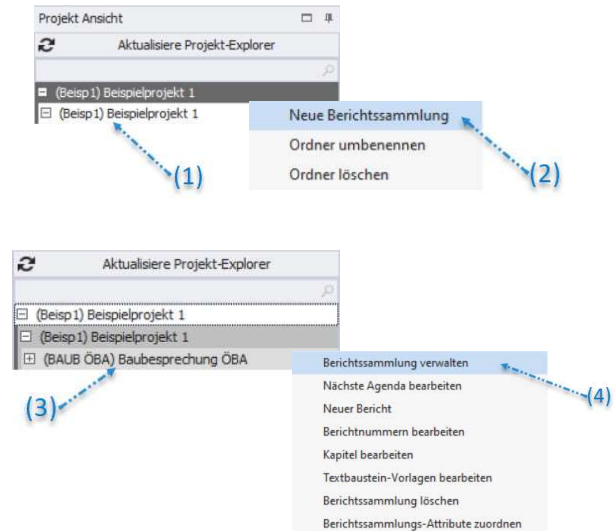 Projekt Ansicht
Aktualisiere Projekt-Explorer
(Beisp1) Beispielprojekt 1
(Beisp1) Beispielprojekt 1
(1)
Neue Berichtssammlung
Ordner umbenennen
Ordner löschen
(2)
Aktualisiere Projekt-Explorer
(Beisp1) Beispielprojekt 1
(Beisp1) Beispielprojekt 1
(BAUB ÖBA) Baubesprechung ÖBA
(3)
Berichtssammlung verwalten
Nächste Agenda bearbeiten
Neuer Bericht
Berichtnummern bearbeiten
Kapitel bearbeiten
Textbaustein-Vorlagen bearbeiten
Berichtssammlung löschen
Berichtssammlungs-Attribute zuordnen
(4)